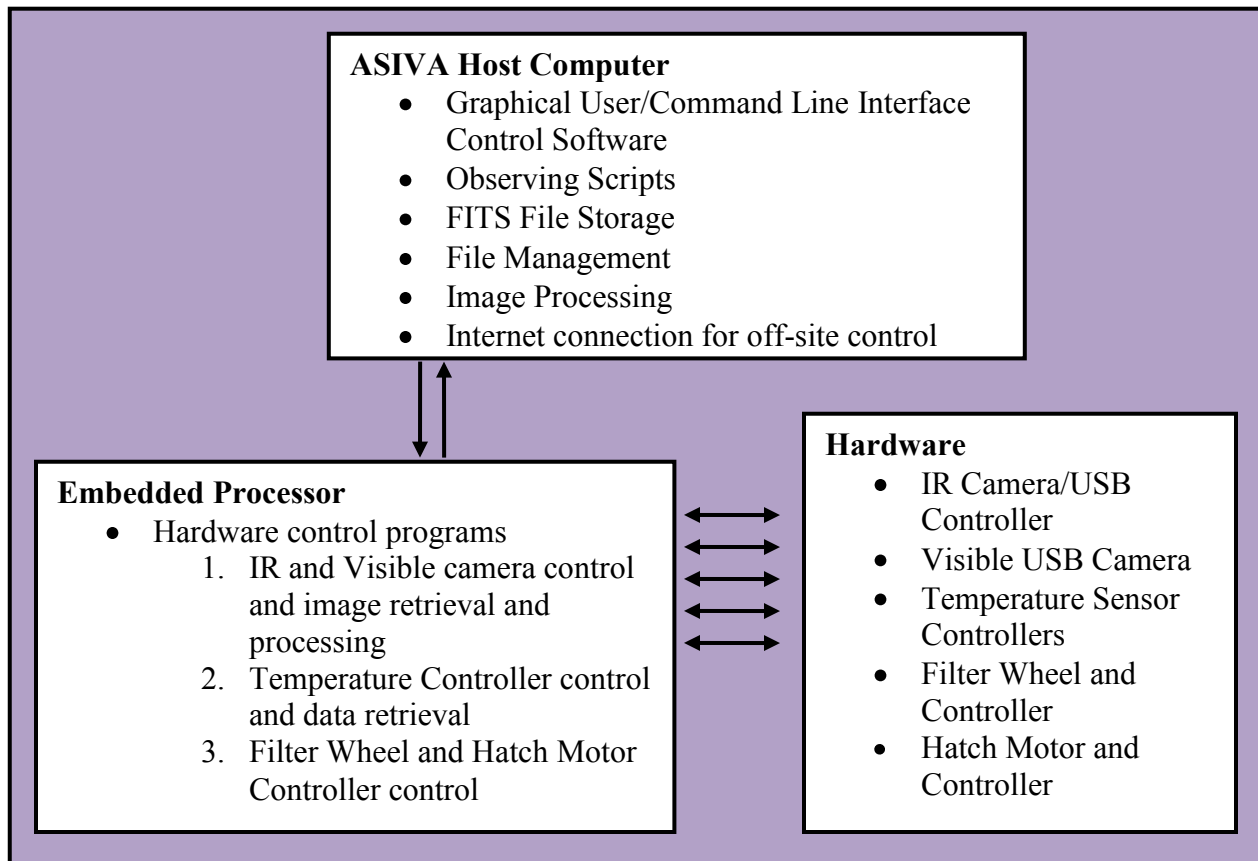 ASIVA Host Computer
• Graphical User/Command Line Interface
Control Software
• Observing Scripts
• FITS File Storage
• File Management
• Image Processing
• Internet connection for off-site control
Embedded Processor
• Hardware control programs
1. IR and Visible camera control
and image retrieval and
processing
2. Temperature Controller control
and data retrieval
3. Filter Wheel and Hatch Motor
Controller control
Hardware
• IR Camera/USB
Controller
• Visible USB Camera
• Temperature Sensor
Controllers
• Filter Wheel and
Controller
• Hatch Motor and
Controller